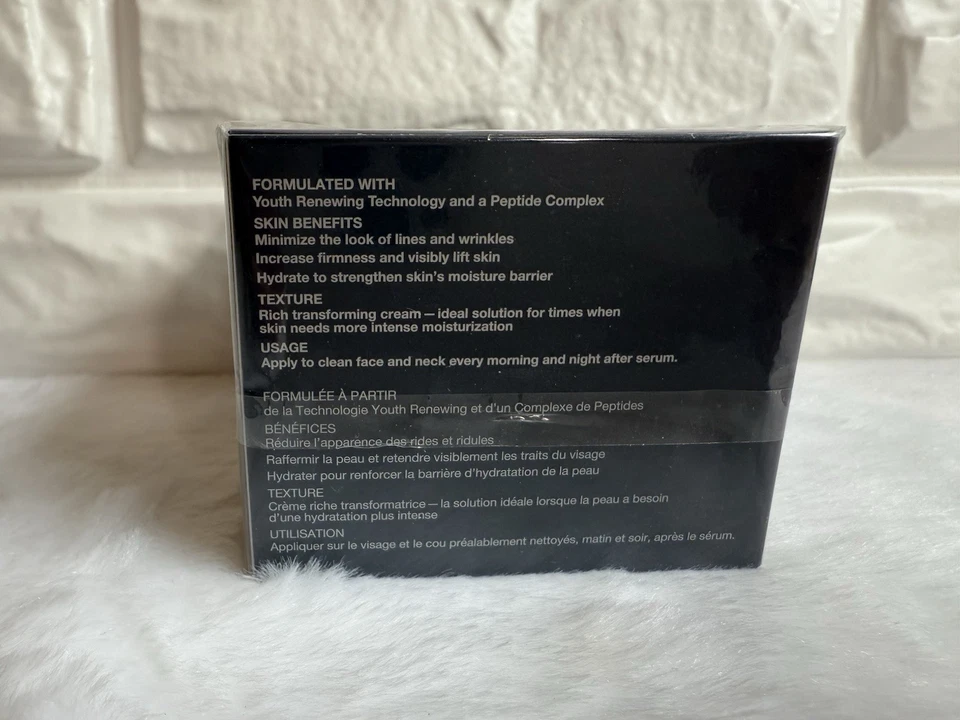 FORMULATED WITH
Youth Renewing Technology and a Peptide Complex
SKIN BENEFITS
Minimize the look of lines and wrinkles
Increase firmness and visibly lift skin
Hydrate to strengthen skin's moisture barrier
TEXTURE
Rich transforming cream — ideal solution for times when
skin needs more intense moisturization
USAGE
Apply to clean face and neck every morning and night after serum.
FORMULÉE À PARTIR
de la Technologie Youth Renewing et d'un Complexe de Peptides
BÉNÉFICES
Réduire l'apparence des rides et ridules
Raffermir la peau et retendre visiblement les traits du visage
Hydrater pour renforcer la barrière d'hydratation de la peau
TEXTURE
Crème riche transformatrice — la solution idéale lorsque la peau a besoin
d'une hydratation plus intense
UTILISATION
Appliquer sur le visage et le cou préalablement nettoyés, matin et soir, après le sérum.